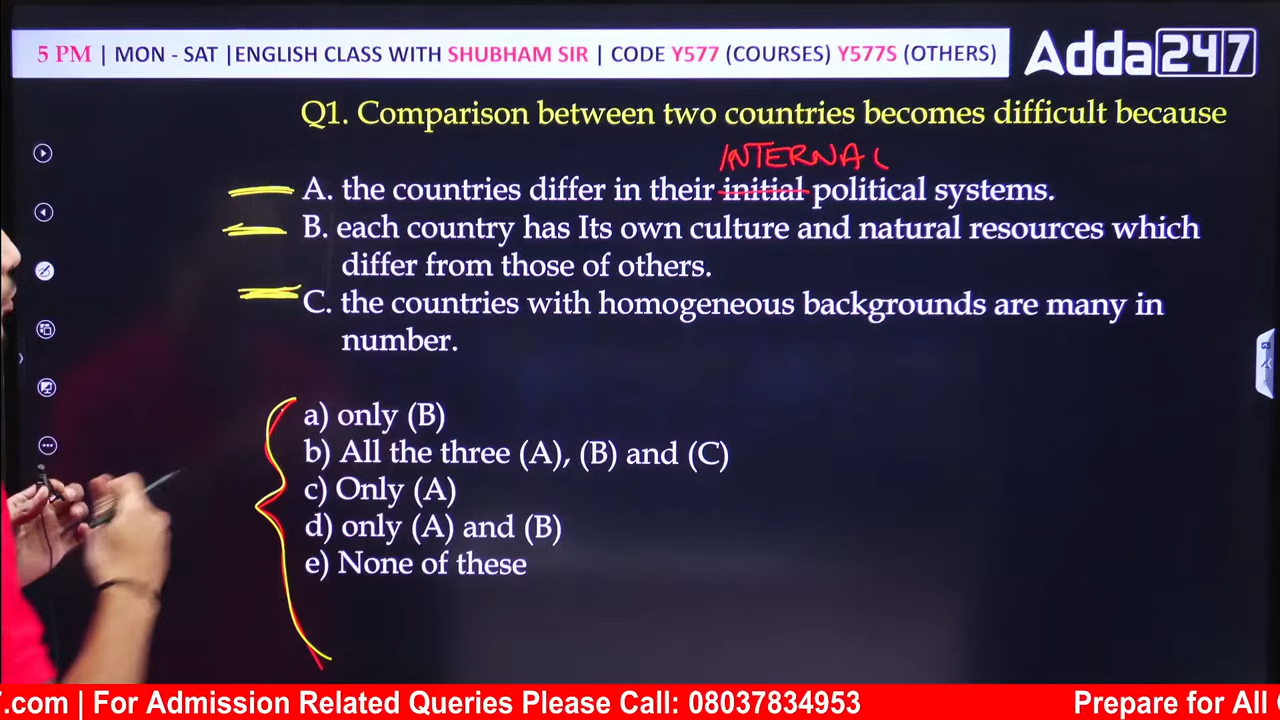 5 PM | MON - SAT |ENGLISH CLASS WITH SHUBHAM SIR | CODE Y577 (COURSES) Y577S (OTHERS)
Adda247
Q1. Comparison between two countries becomes difficult because
INTERNAL
A. the countries differ in their initial political systems.
B. each country has Its own culture and natural resources which
differ from those of others.
C. the countries with homogeneous backgrounds are many in
number.
a) only (B)
b) All the three (A), (B) and (C)
c) Only (A)
d) only (A) and (B)
e) None of these
7.com | For Admission Related Queries Please Call: 08037834953
Prepare for All